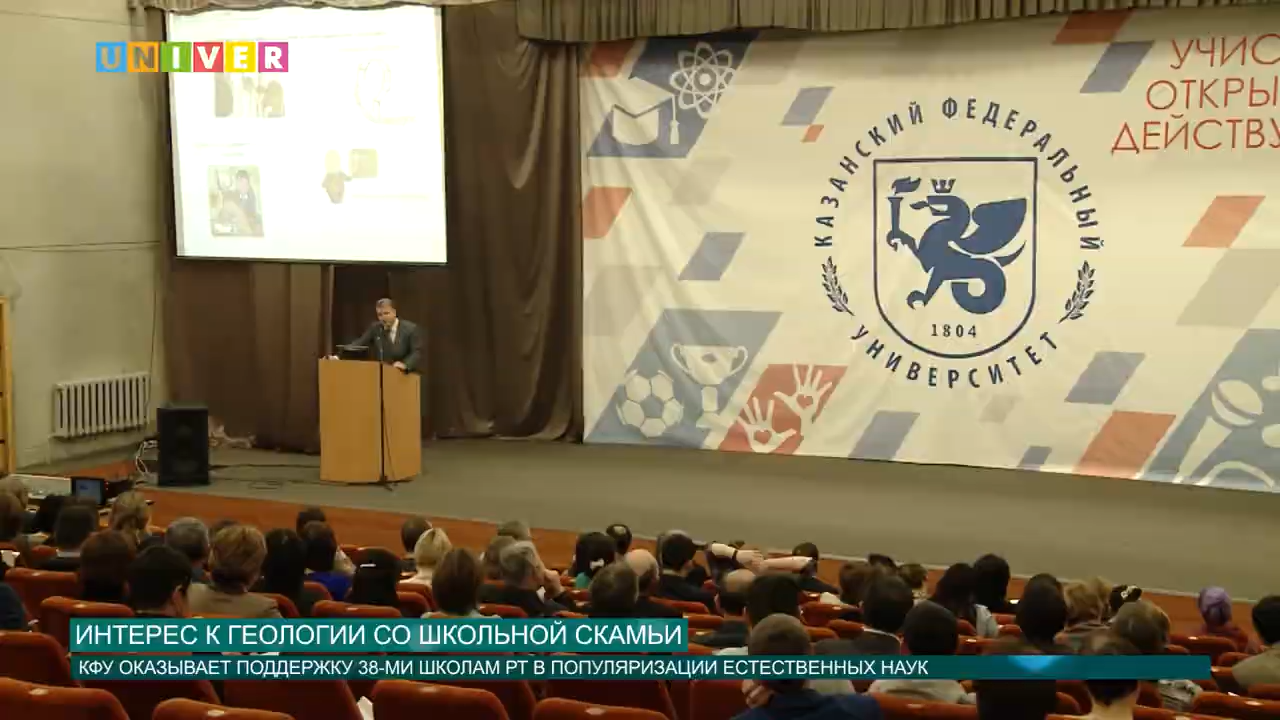 UNIVER
КАЗАНСКИЙ ФЕДЕРАЛЬНЫЙ
УНИВЕРСИТЕТ
1804
ИНТЕРЕС К ГЕОЛОГИИ СО ШКОЛЬНОЙ СКАМЬИ
КФУ ОКАЗЫВАЕТ ПОДДЕРЖКУ 38-МИ ШКОЛАМ РТ В ПОПУЛЯРИЗАЦИИ ЕСТЕСТВЕННЫХ НАУК